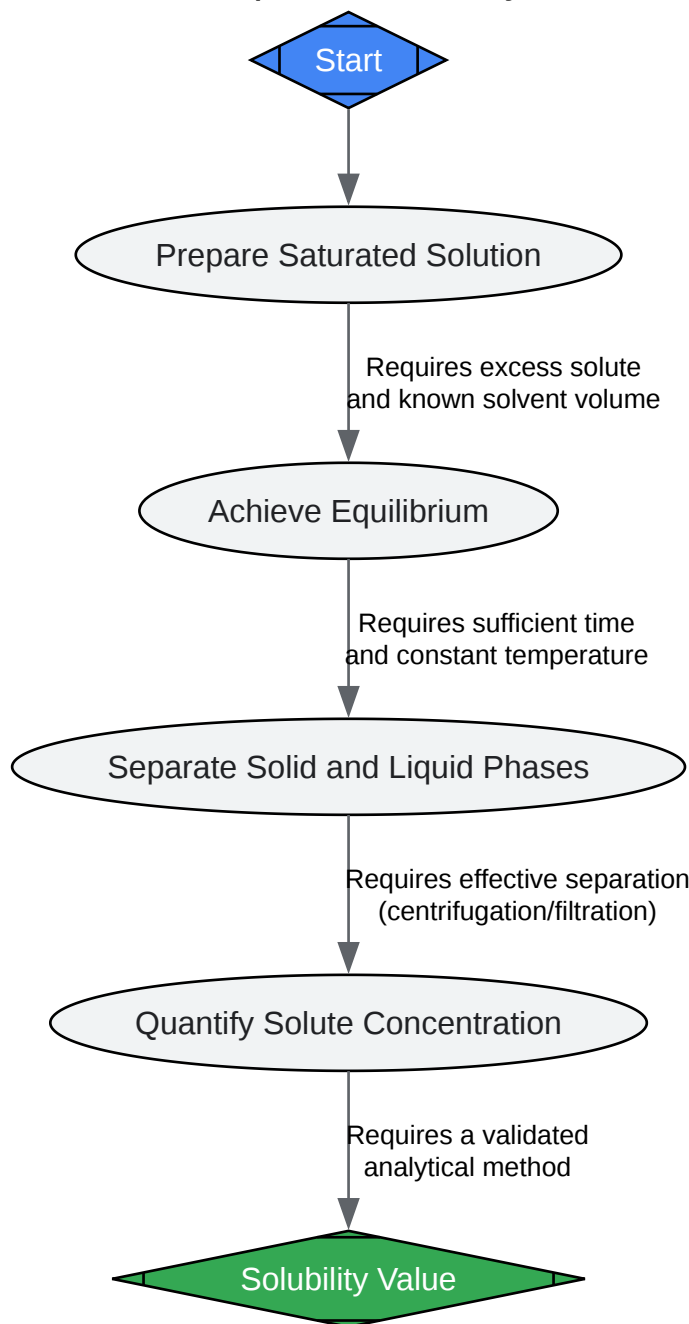 Start
Prepare Saturated Solution
Requires excess solute
and known solvent volume
Achieve Equilibrium
Requires sufficient time
and constant temperature
Separate Solid and Liquid Phases
Requires effective separation
(centrifugation/filtration)
Quantify Solute Concentration
Requires a validated
analytical method
Solubility Value